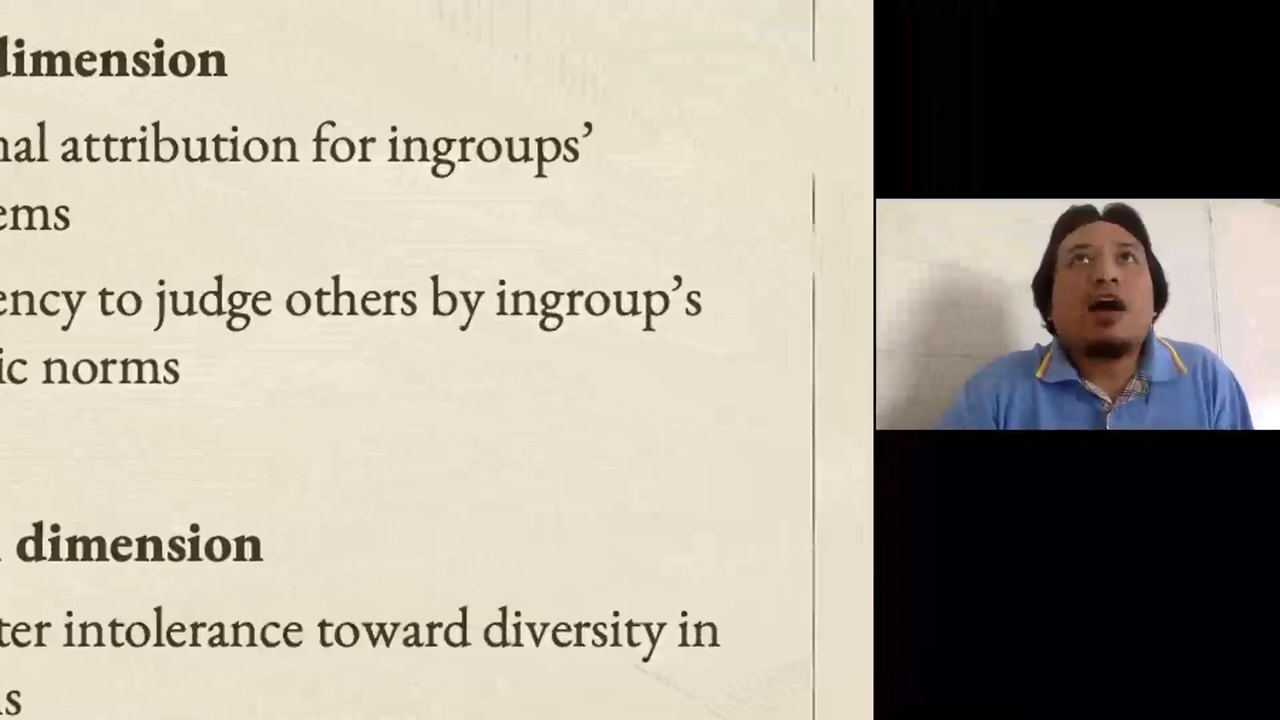 dimension
nal attribution for ingroups’
ems
ency to judge others by ingroup’s
ic norms
dimension
ter intolerance toward diversity in
s